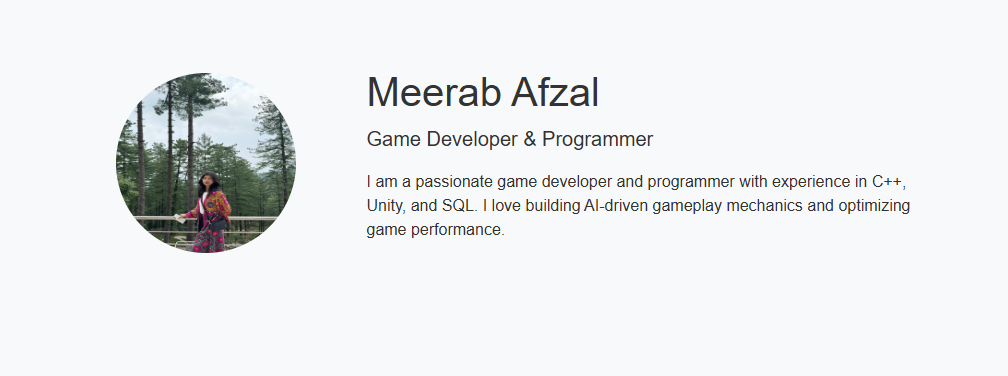 Meerab Afzal
Game Developer & Programmer
I am a passionate game developer and programmer with experience in C++,
Unity, and SQL. I love building AI-driven gameplay mechanics and optimizing
game performance.